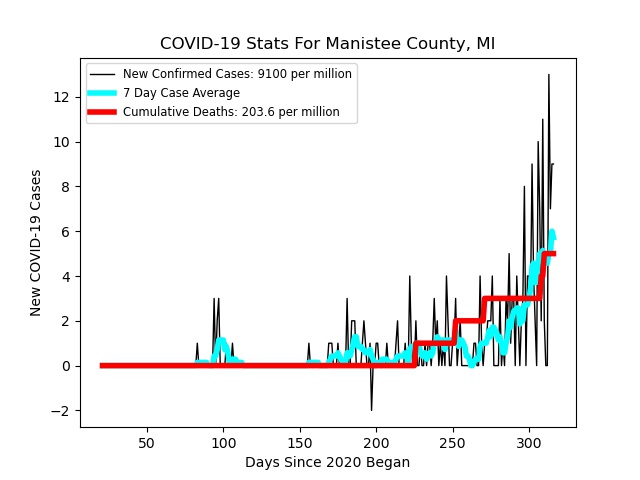 COVID-19 Stats For Manistee County, MI
New Confirmed Cases: 9100 per million
7 Day Case Average
Cumulative Deaths: 203.6 per million
New COVID-19 Cases
12
10
8
6
4
2
0
−2
50 100 150 200 250 300
Days Since 2020 Began